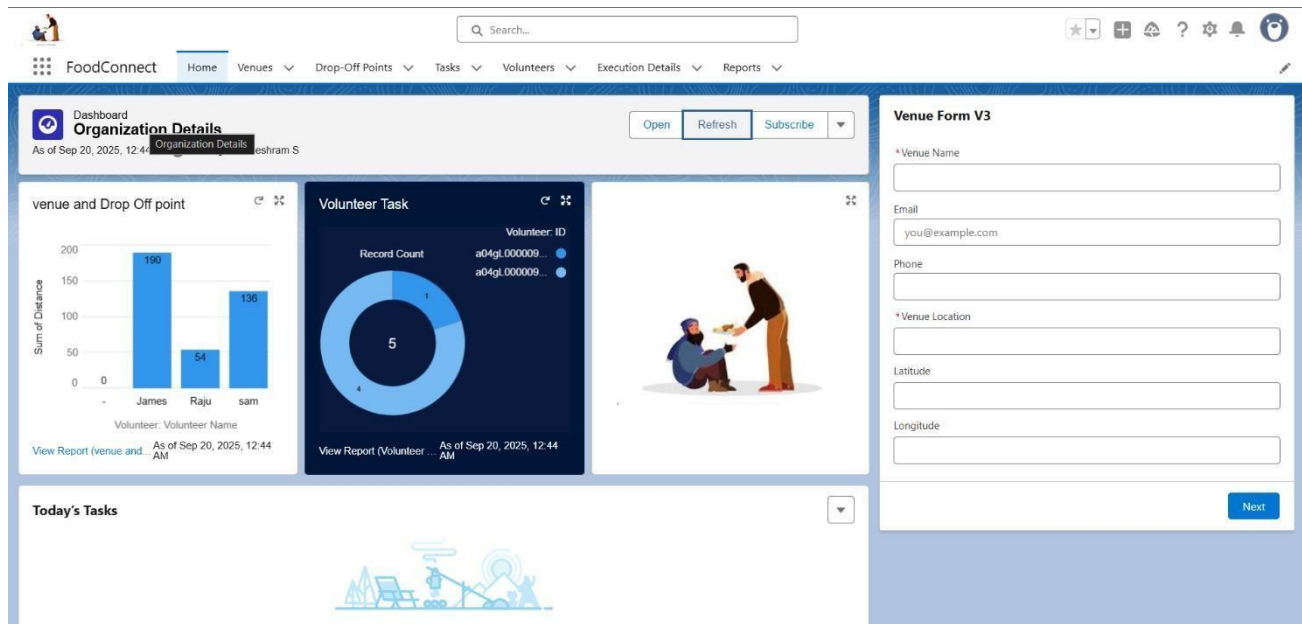 Search...
FoodConnect Home Venues Drop-Off Points Tasks Volunteers Execution Details Reports
Dashboard
Organization Details
Organization Details
As of Sep 20, 2025, 12:44 eshram S
Open Refresh Subscribe
venue and Drop Off point
200
150
100
50
0
Sum of Distance
0
190
54
136
- James Raju sam
Volunteer: Volunteer Name
View Report (venue and... As of Sep 20, 2025, 12:44
AM
Volunteer Task
Volunteer: ID
Record Count
a04gL000009...
a04gL000009...
1
5
4
View Report (Volunteer ... As of Sep 20, 2025, 12:44
AM
Today's Tasks
Venue Form V3
*Venue Name
Email
you@example.com
Phone
*Venue Location
Latitude
Longitude
Next